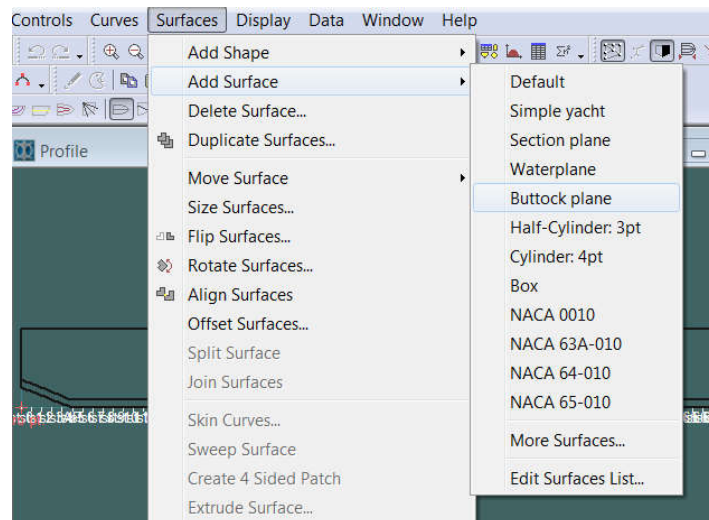 Controls Curves Surfaces Display Data Window Help
Add Shape
Add Surface
Delete Surface...
Duplicate Surfaces...
Move Surface
Size Surfaces...
Flip Surfaces...
Rotate Surfaces...
Align Surfaces
Offset Surfaces...
Split Surface
Join Surfaces
Skin Curves...
Sweep Surface
Create 4 Sided Patch
Extrude Surface...
Default
Simple yacht
Section plane
Waterplane
Buttock plane
Half-Cylinder: 3pt
Cylinder: 4pt
Box
NACA 0010
NACA 63A-010
NACA 64-010
NACA 65-010
More Surfaces...
Edit Surfaces List...
Profile